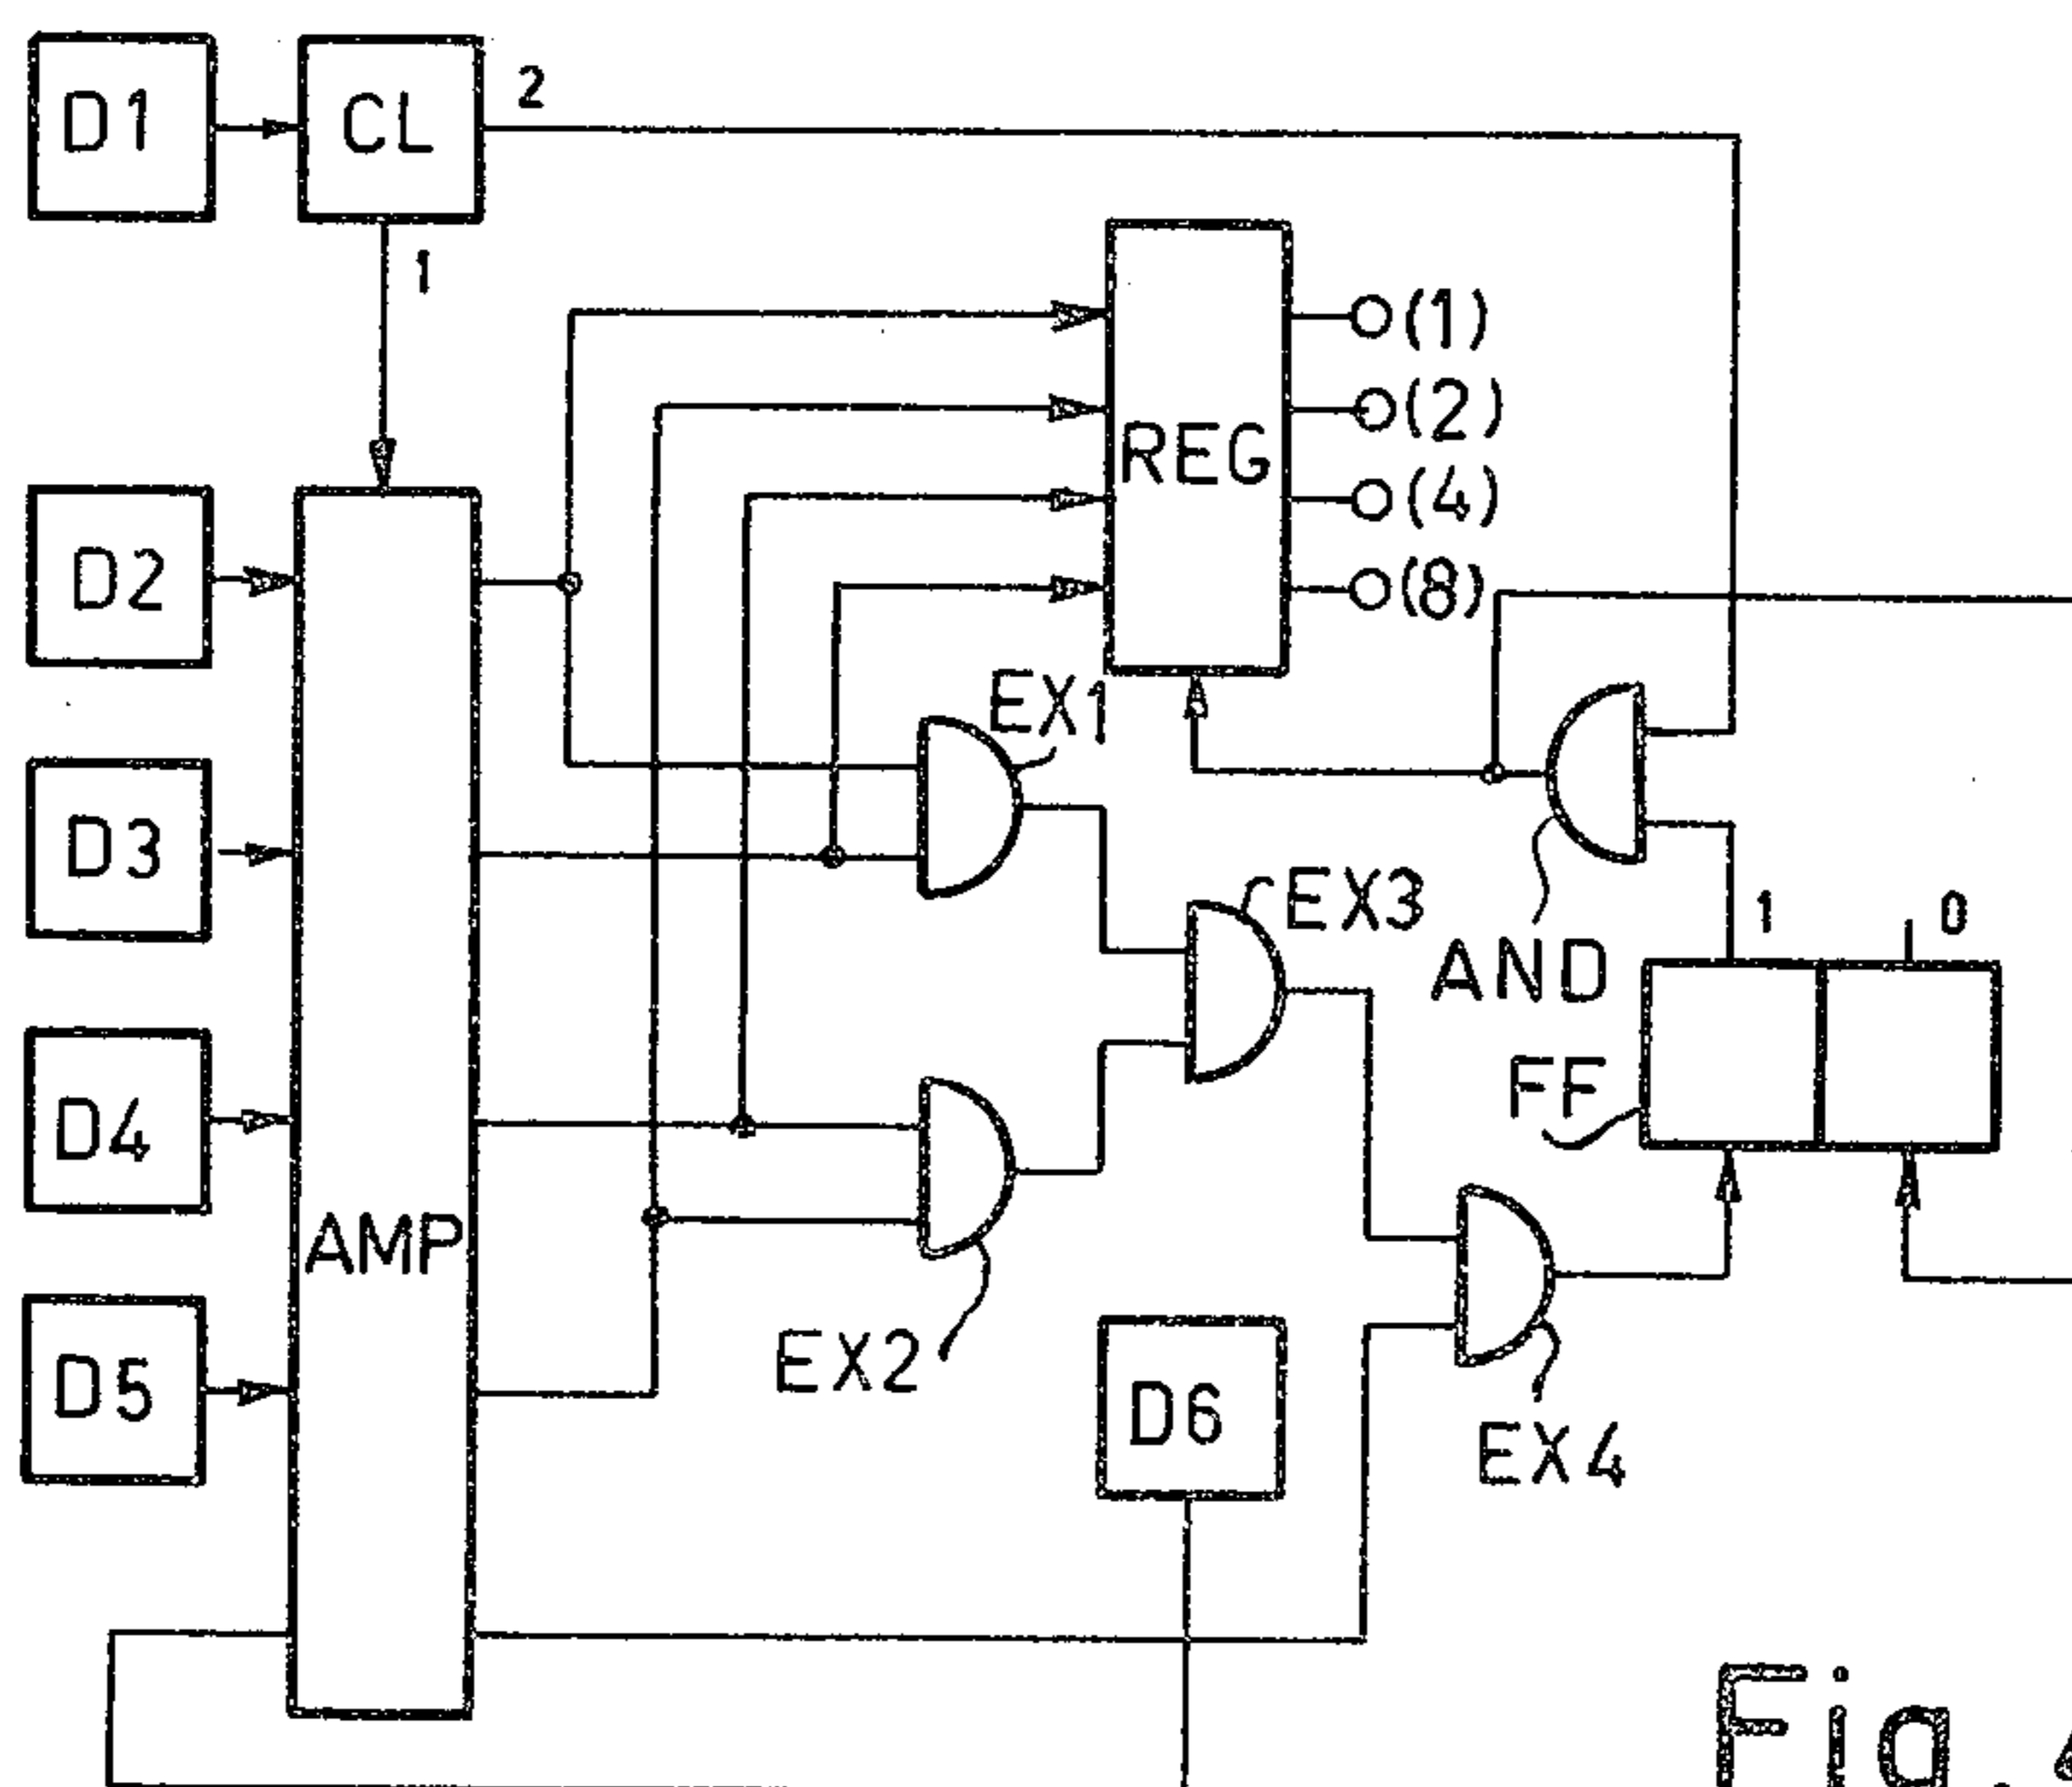 D1
CL
2
1
(1)
(2)
REG
(4)
D2
(8)
EX1
D3
EX3
1
0
AND
FF
D4
AMP
EX2
D5
D6
EX4
Fig.